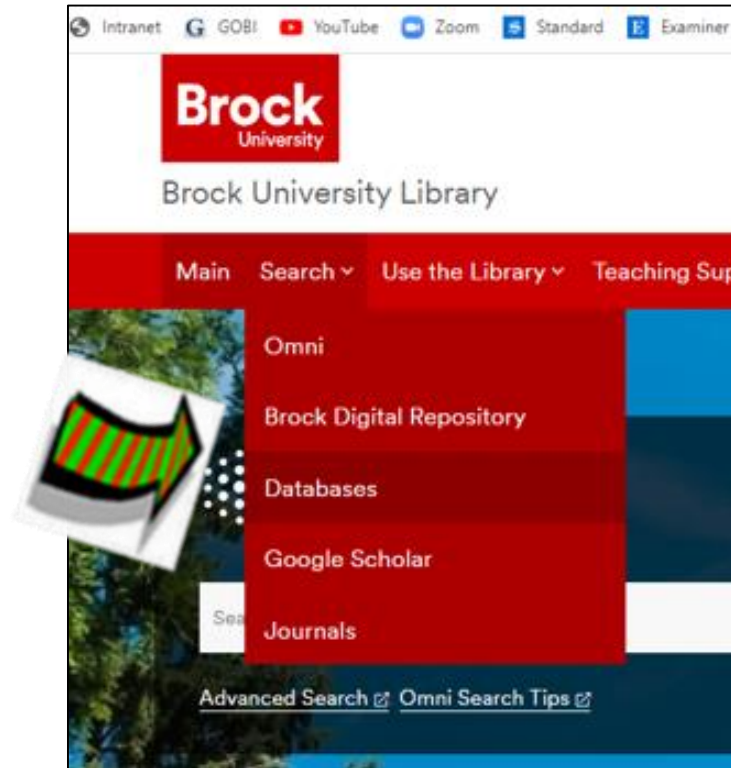 Intranet GOBI YouTube Zoom Standard Examiner
Brock
University
Brock University Library
Main Search Use the Library
Omni
Brock Digital Repository
Databases
Google Scholar
Journals
Advanced Search Omni Search Tips